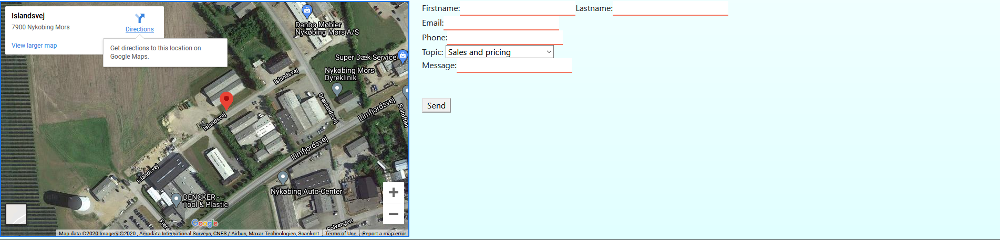 Islandsvej
7900 Nykobing Mors
Directions
View larger map
Get directions to this location on
Google Maps.
Danbo Møbler
Nykøbing Mors A/S
Super Dæk Service
Nykøbing Mors
Dyreklinik
Islandsvej
Grønlandsvej
Limfjordsvej
Soltoften
Islandsvej
Limfjordsvej
Islandsvej
Nykøbing Auto-Center
DENCKER -
Tool & Plastic
Solvangen
Google
Map data ©2020 Imagery ©2020 , Aerodata International Surveys, CNES / Airbus, Maxar Technologies, Scankort
Terms of Use
Report a map error
Firstname: Lastname:
Email:
Phone:
Topic: Sales and pricing
Message:
Send